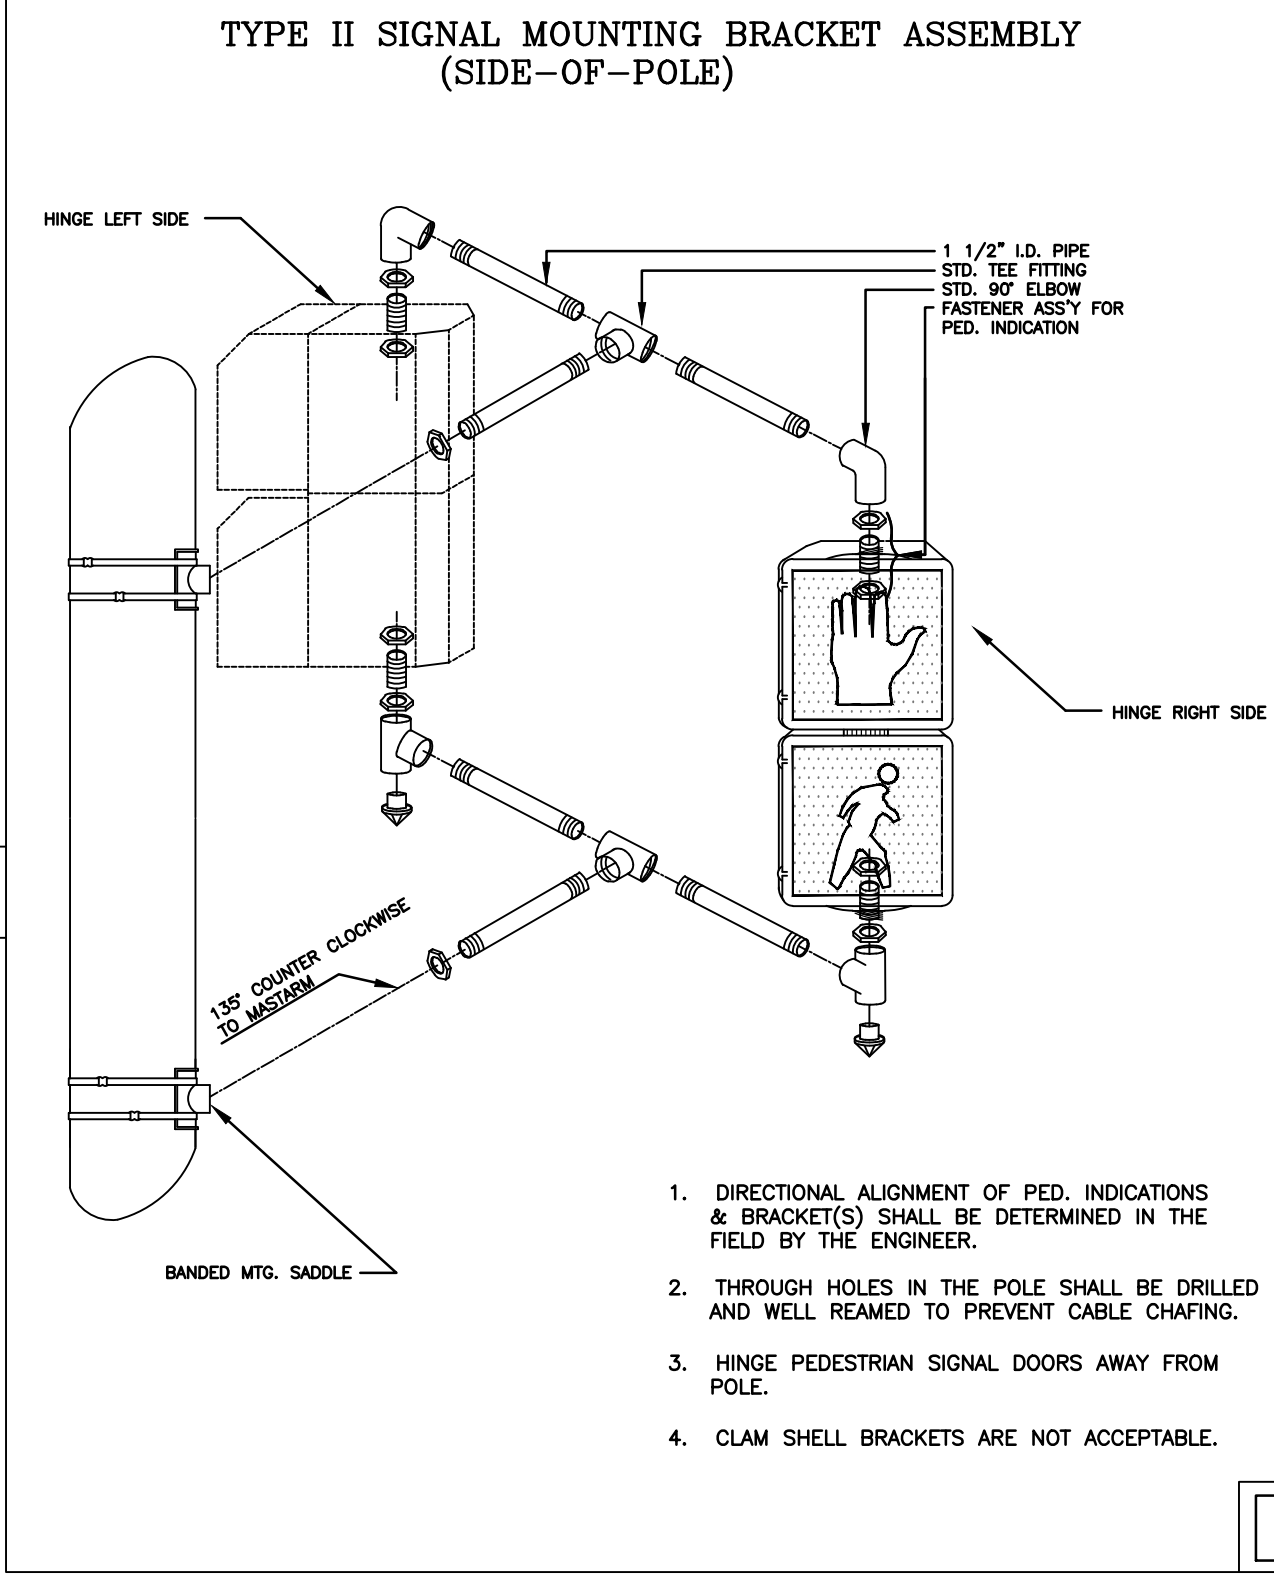 TYPE II SIGNAL MOUNTING BRACKET ASSEMBLY
(SIDE-OF-POLE)
HINGE LEFT SIDE
1 1/2" I.D. PIPE
STD. TEE FITTING
STD. 90° ELBOW
FASTENER ASS'Y FOR
PED. INDICATION
HINGE RIGHT SIDE
135° COUNTER CLOCKWISE
TO MASTARM
BANDED MTG. SADDLE
1. DIRECTIONAL ALIGNMENT OF PED. INDICATIONS
& BRACKET(S) SHALL BE DETERMINED IN THE
FIELD BY THE ENGINEER.
2. THROUGH HOLES IN THE POLE SHALL BE DRILLED
AND WELL REAMED TO PREVENT CABLE CHAFING.
3. HINGE PEDESTRIAN SIGNAL DOORS AWAY FROM
POLE.
4. CLAM SHELL BRACKETS ARE NOT ACCEPTABLE.